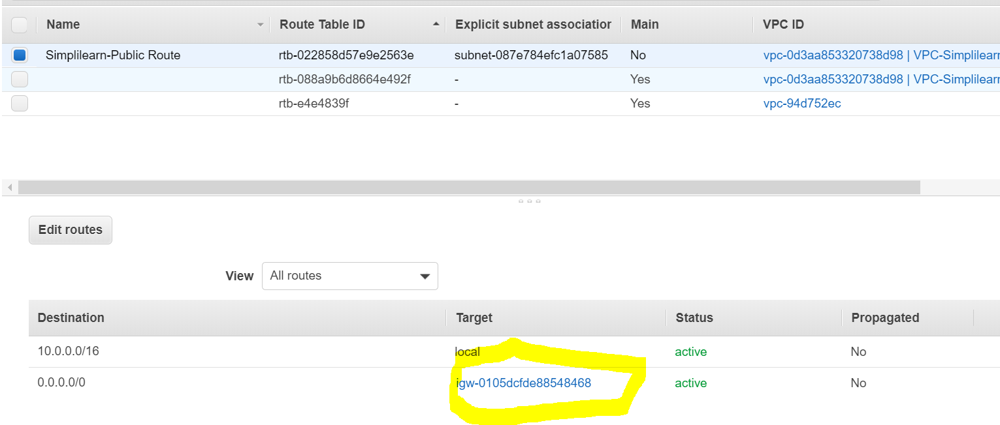 Name Route Table ID Explicit subnet associatior Main VPC ID
Simplilearn-Public Route rtb-022858d57e9e2563e subnet-087e784efc1a07585 No vpc-0d3aa853320738d98 | VPC-Simplilearn
rtb-088a9b6d8664e492f - Yes vpc-0d3aa853320738d98 | VPC-Simplilearn
rtb-e4e4839f - Yes vpc-94d752ec
Edit routes
View All routes
Destination Target Status Propagated
10.0.0.0/16 local active No
0.0.0.0/0 igw-0105dcfde88548468 active No